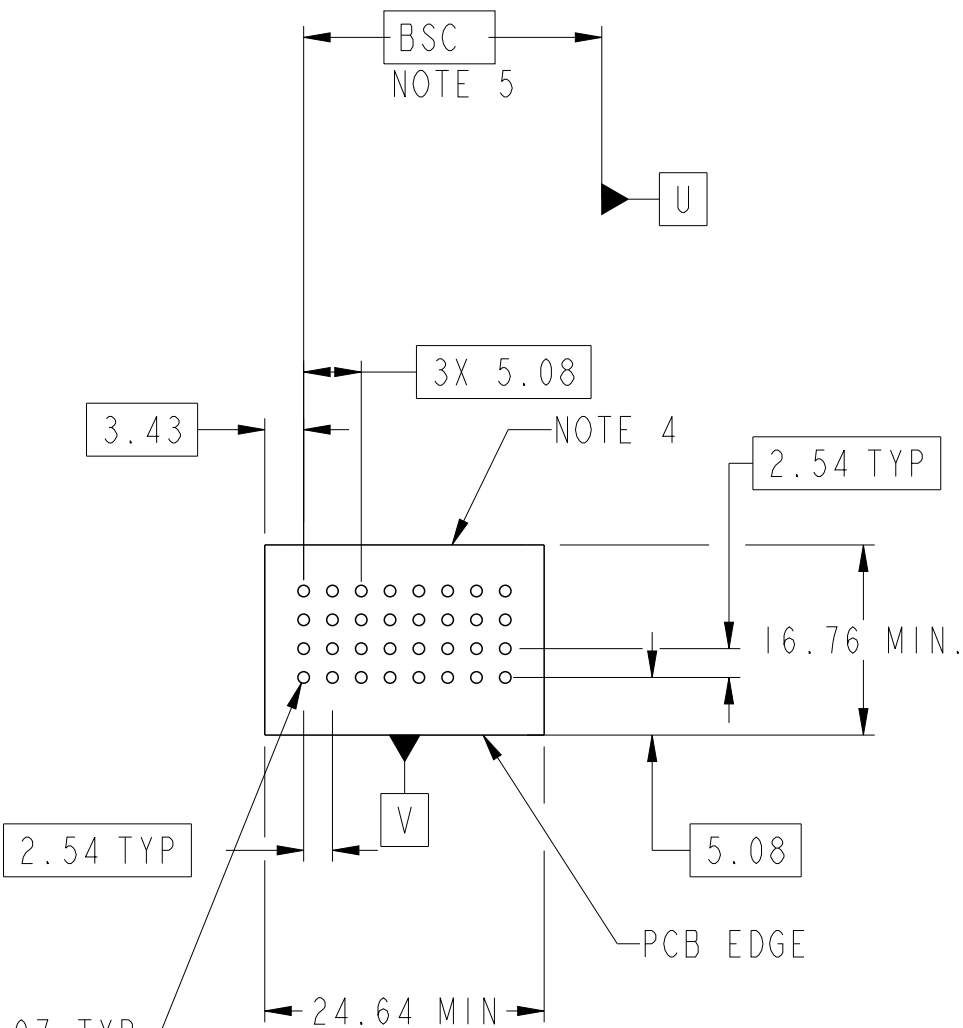 BSC
NOTE 5
U
3X 5.08
3.43
NOTE 4
2.54 TYP
16.76 MIN.
V
2.54 TYP
5.08
PCB EDGE
24.64 MIN
07 TYP